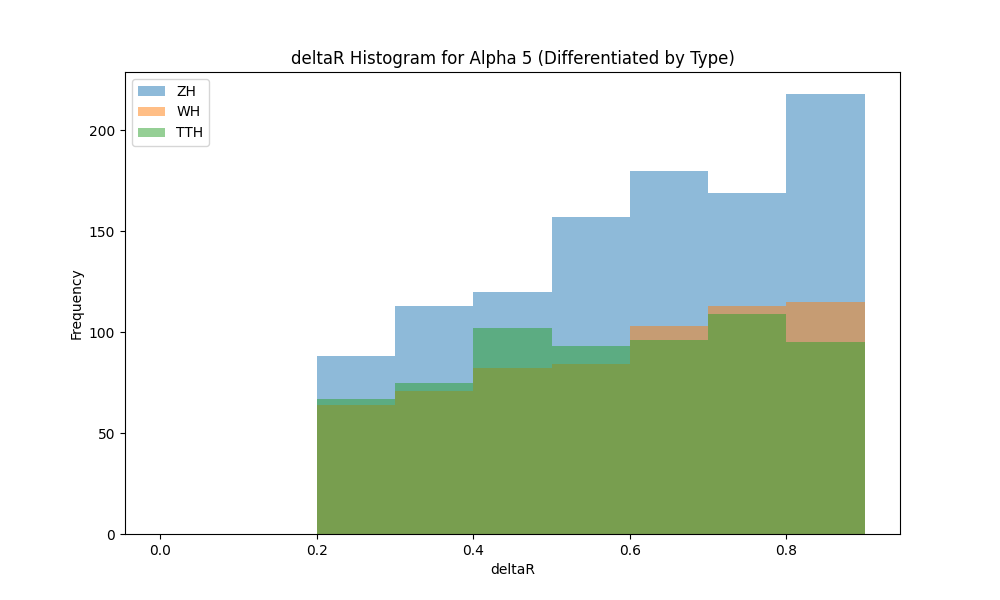 deltaR Histogram for Alpha 5 (Differentiated by Type)
ZH
WH
TTH
Frequency
200
150
100
50
0
0.0 0.2 0.4 0.6 0.8
deltaR